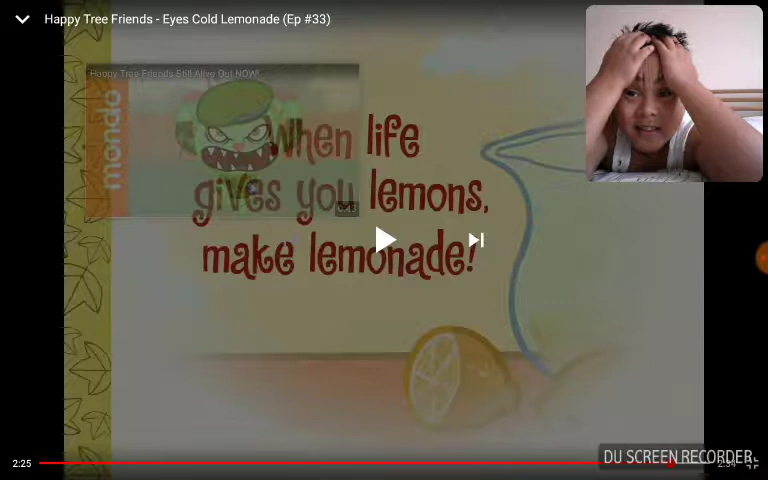 Happy Tree Friends - Eyes Cold Lemonade (Ep #33)
Happy Tree Friends Still Alive Out NOW!
mondo
When life
gives you lemons,
make lemonade!
2:25
DU SCREEN RECORDER